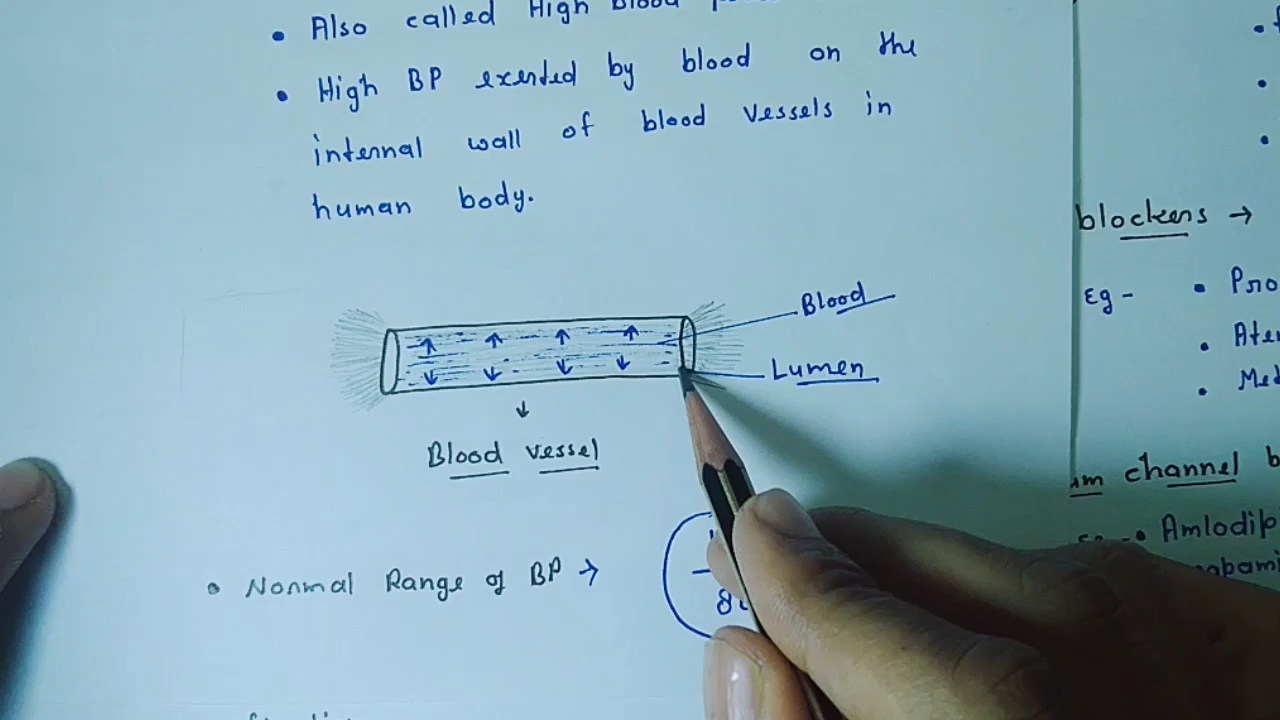 • Also called High Blood
• High BP exerted by blood on the
internal wall of blood vessels in
human body.
Blood
Lumen
↓
Blood vessel
• Normal Range of BP →
blockers →
Eg -
• Pro
• Ate
• Med
channel b
• Amlodip